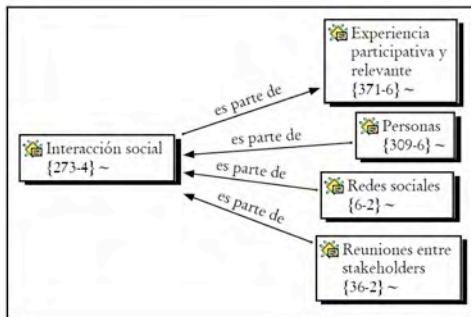 Experiencia
participativa y
relevante
{371-6} ~
es parte de
Personas
{309-6} ~
es parte de
Interacción social
{273-4} ~
es parte de
Redes sociales
{6-2} ~
es parte de
Reuniones entre
stakeholders
{36-2} ~